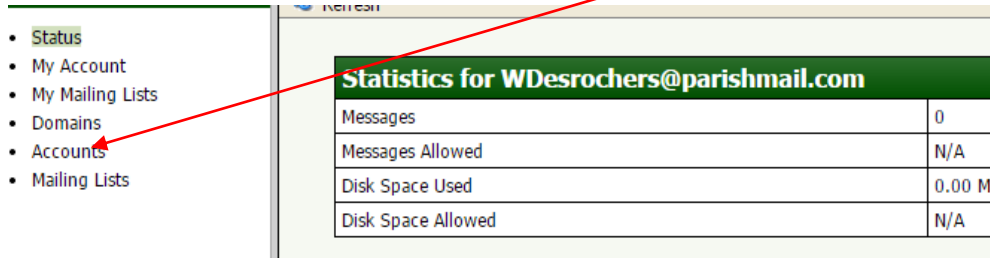 Refresh
Status
My Account
My Mailing Lists
Domains
Accounts
Mailing Lists
Statistics for WDesrochers@parishmail.com
Messages 0
Messages Allowed N/A
Disk Space Used 0.00 M
Disk Space Allowed N/A